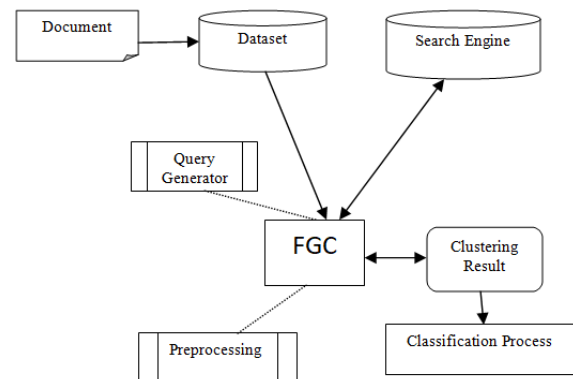 Document
Dataset
Search Engine
Query
Generator
FGC
Clustering
Result
Preprocessing
Classification Process